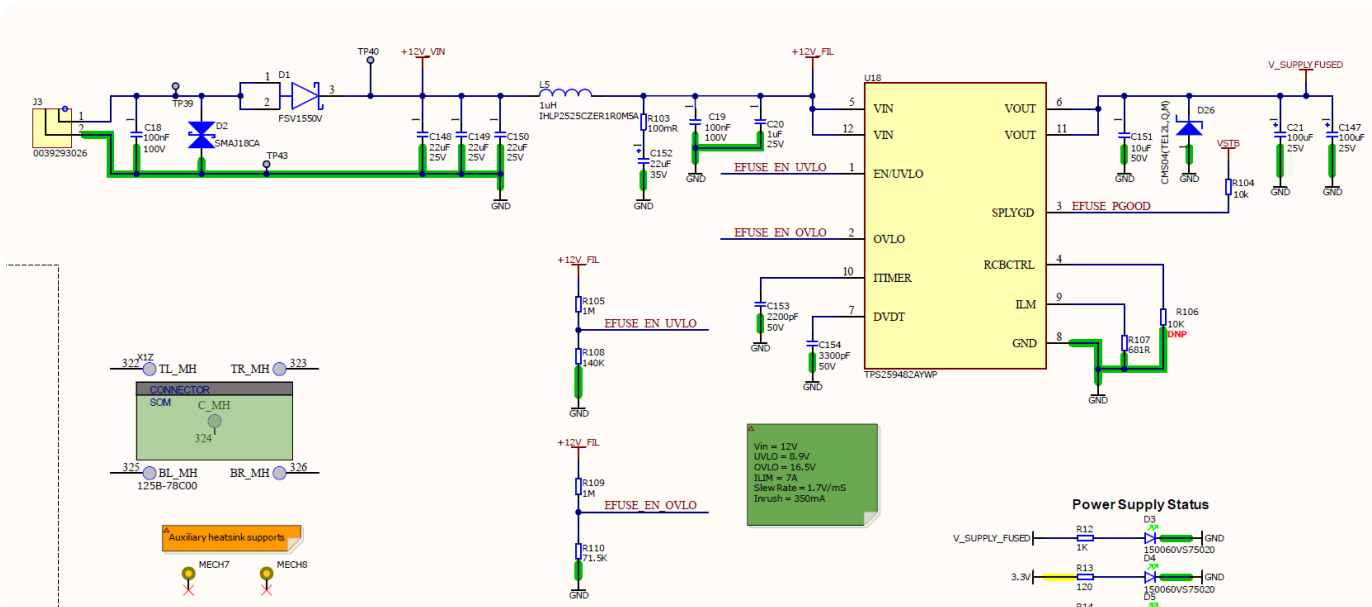 J3
1
2
0039293026
TP39
C18
100nF
100V
D2
SMAJ18CA
TP43
1
2
D1
3
FSV1550V
TP40
+12V_VIN
C148
22uF
25V
C149
22uF
25V
C150
22uF
25V
GND
L5
1uH
IHLP2525CZER1R0M5A
R103
100mR
C152
22uF
35V
GND
C19
100nF
100V
GND
C20
1uF
25V
+12V_FIL
EFUSE_EN_UVLO
EFUSE_EN_OVLO
U18
5 VIN
12 VIN
1 EN/UVLO
2 OVLO
10 ITIMER
7 DVDT
VOUT 6
VOUT 11
SPLYGD 3
RCBCTRL 4
ILM 9
GND 8
TPS259482AYWP
C153
2200pF
50V
GND
C154
3300pF
50V
GND
V_SUPPLY_FUSED
C151
10uF
50V
GND
CMS04(TE12L,Q,M)
D26
GND
C21
100uF
25V
GND
C147
100uF
25V
GND
VSTB
R104
10k
EFUSE_PGOOD
R106
10K
DNP
R107
681R
GND
+12V_FIL
R105
1M
EFUSE_EN_UVLO
R108
140K
GND
+12V_FIL
R109
1M
EFUSE_EN_OVLO
R110
71.5K
GND
X1Z
322 TL_MH TR_MH 323
CONNECTOR
SOM
C_MH
324
325 BL_MH BR_MH 326
125B-78C00
Auxiliary heatsink supports
MECH7
MECH8
Vin = 12V
UVLO = 8.9V
OVLO = 16.5V
ILIM = 7A
Slew Rate = 1.7V/mS
Inrush = 350mA
Power Supply Status
D3
V_SUPPLY_FUSED R12 GND
1K 150060VS75020
D4
3.3V R13 GND
120 150060VS75020
R14 D5